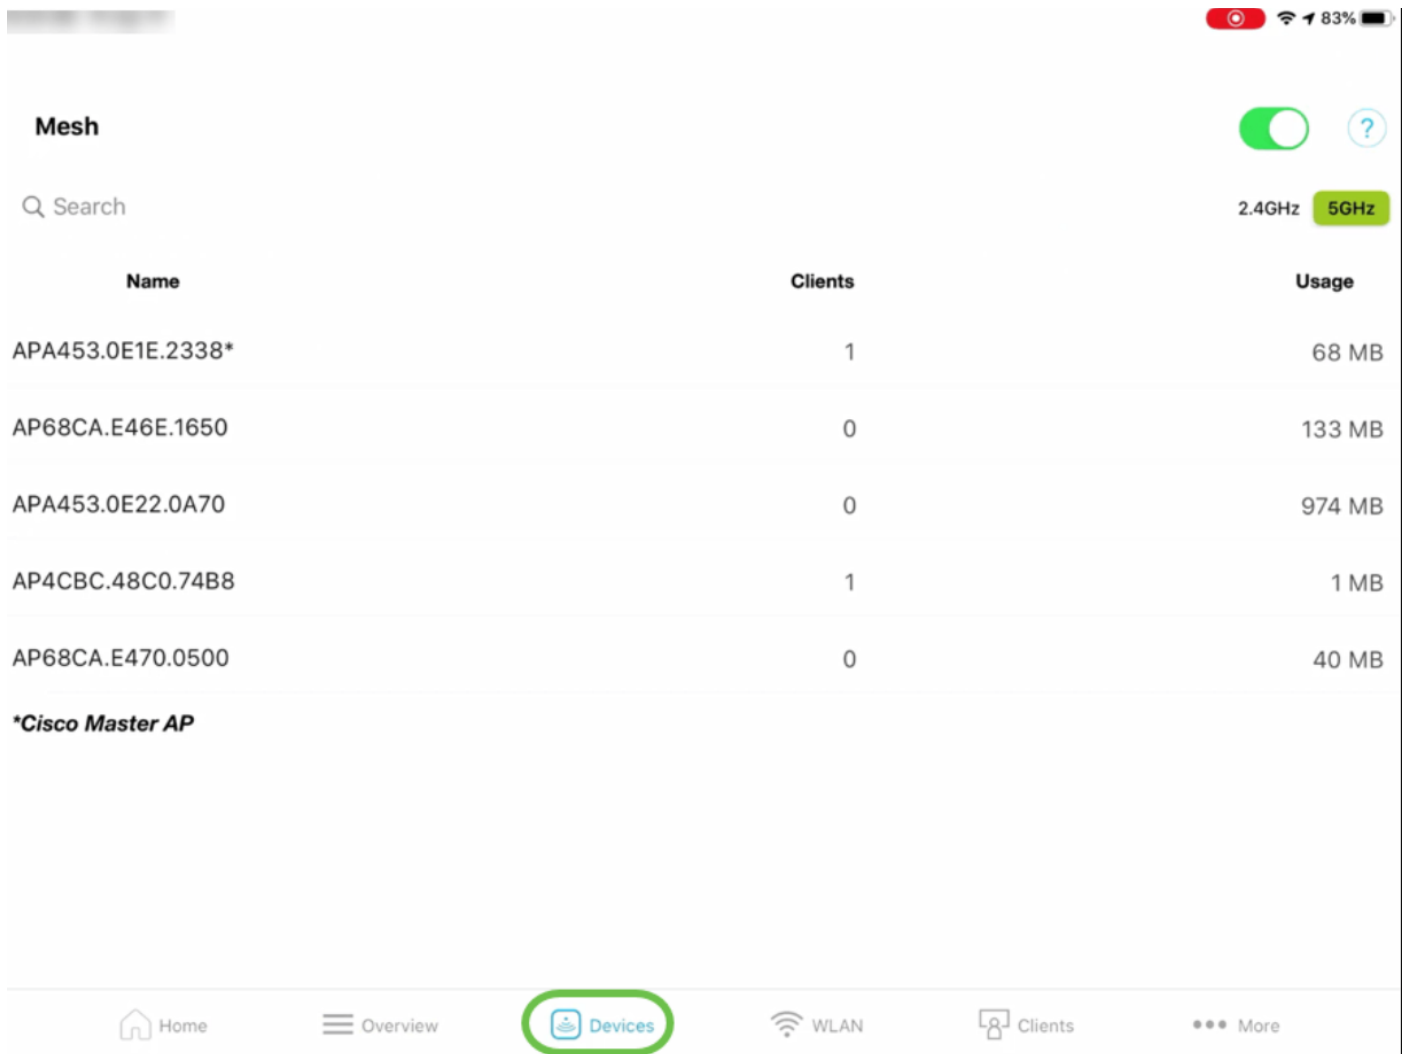 83%
Mesh
?
Search
2.4GHz 5GHz
Name Clients Usage
APA453.0E1E.2338* 1 68 MB
AP68CA.E46E.1650 0 133 MB
APA453.0E22.0A70 0 974 MB
AP4CBC.48C0.74B8 1 1 MB
AP68CA.E470.0500 0 40 MB
*Cisco Master AP
Home Overview Devices WLAN Clients More